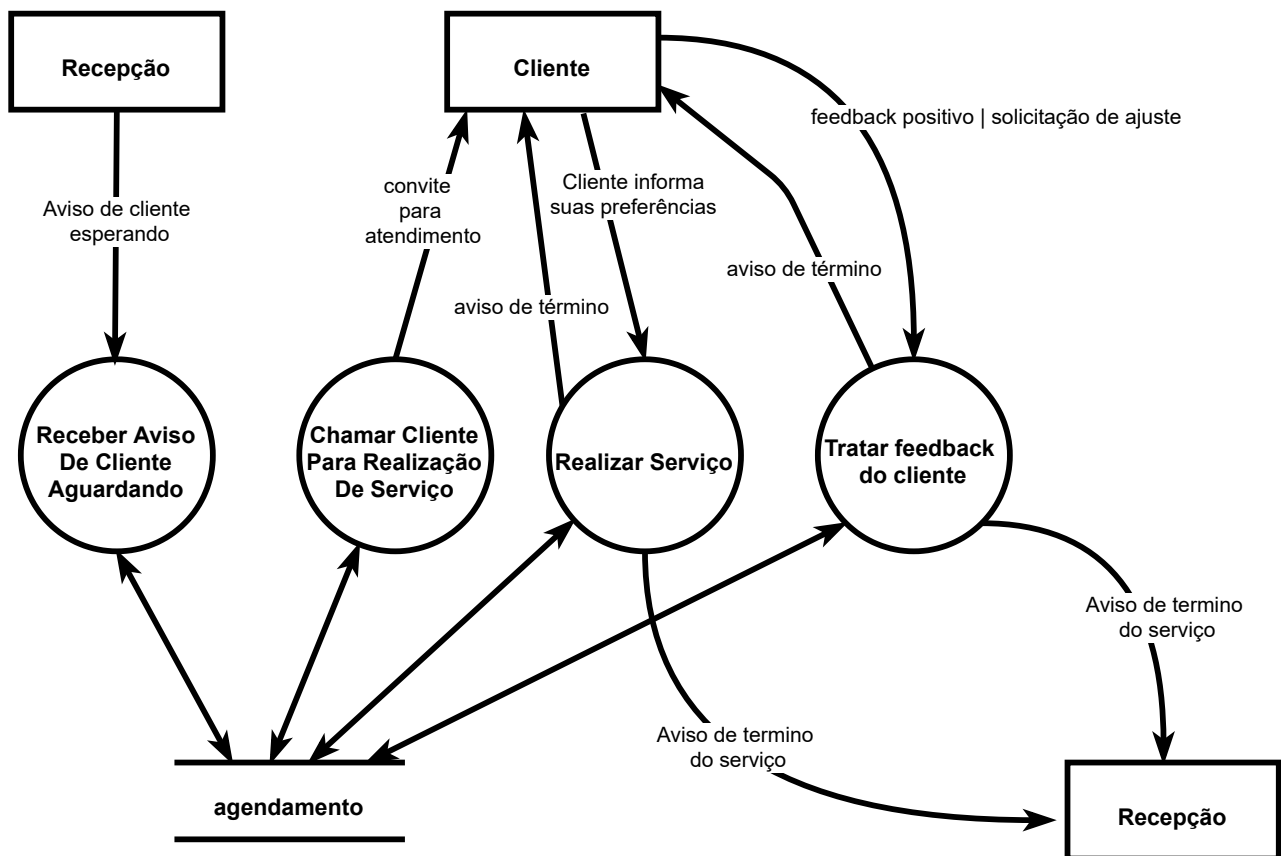 Recepção
Cliente
feedback positivo | solicitação de ajuste
convite
para
atendimento
Cliente informa
suas preferências
Aviso de cliente
esperando
aviso de término
aviso de término
Receber Aviso
De Cliente
Aguardando
Chamar Cliente
Para Realização
De Serviço
Realizar Serviço
Tratar feedback
do cliente
Aviso de termino
do serviço
Aviso de termino
do serviço
agendamento
Recepção